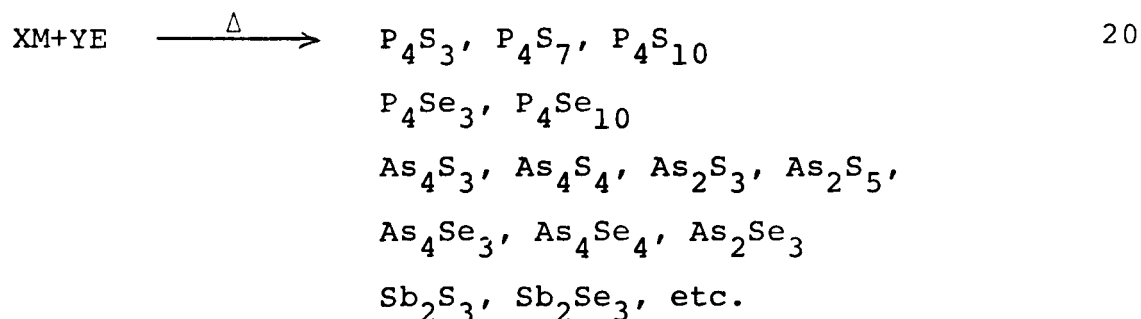 XM+YE Δ P₄S₃, P₄S₇, P₄S₁₀ 20
P₄Se₃, P₄Se₁₀
As₄S₃, As₄S₄, As₂S₃, As₂S₅,
As₄Se₃, As₄Se₄, As₂Se₃
Sb₂S₃, Sb₂Se₃, etc.